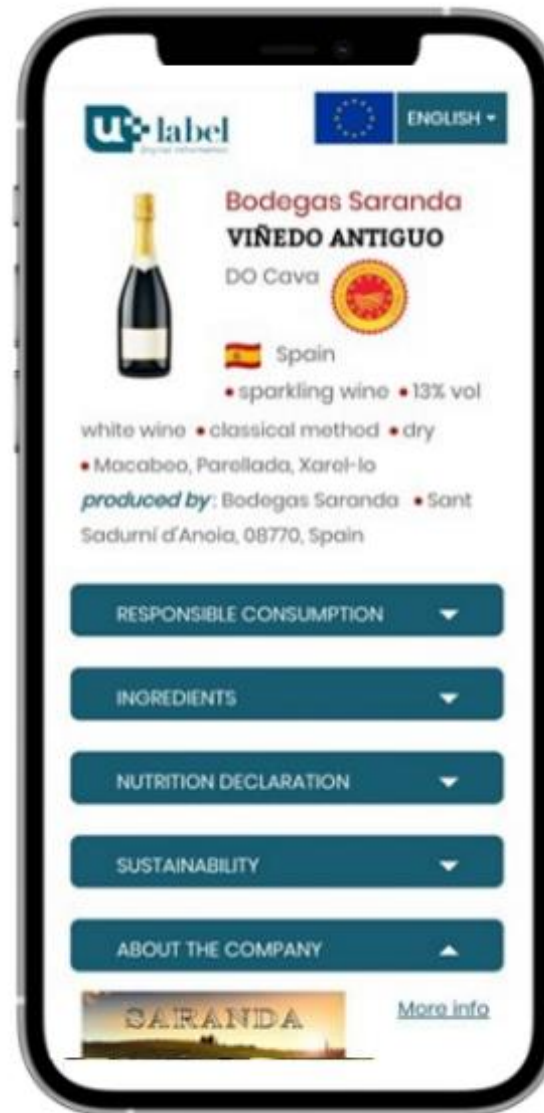 u label
digital information
ENGLISH
Bodegas Saranda
VIÑEDO ANTIGUO
DO Cava
Spain
• sparkling wine • 13% vol
white wine • classical method • dry
• Macabeo, Parellada, Xarel-lo
produced by: Bodegas Saranda • Sant
Sadurní d'Anoia, 08770, Spain
RESPONSIBLE CONSUMPTION
INGREDIENTS
NUTRITION DECLARATION
SUSTAINABILITY
ABOUT THE COMPANY
SARANDA
More info